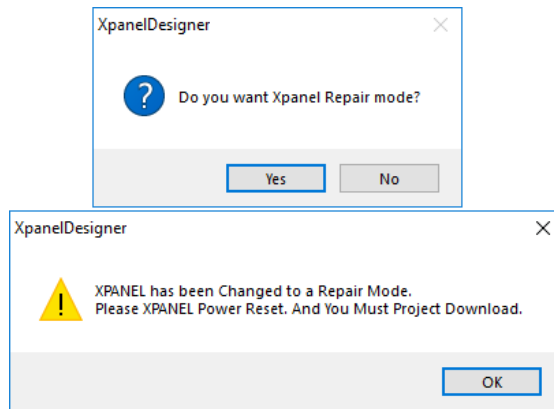 XpanelDesigner
Do you want Xpanel Repair mode?
Yes No
XpanelDesigner
XPANEL has been Changed to a Repair Mode.
Please XPANEL Power Reset. And You Must Project Download.
OK